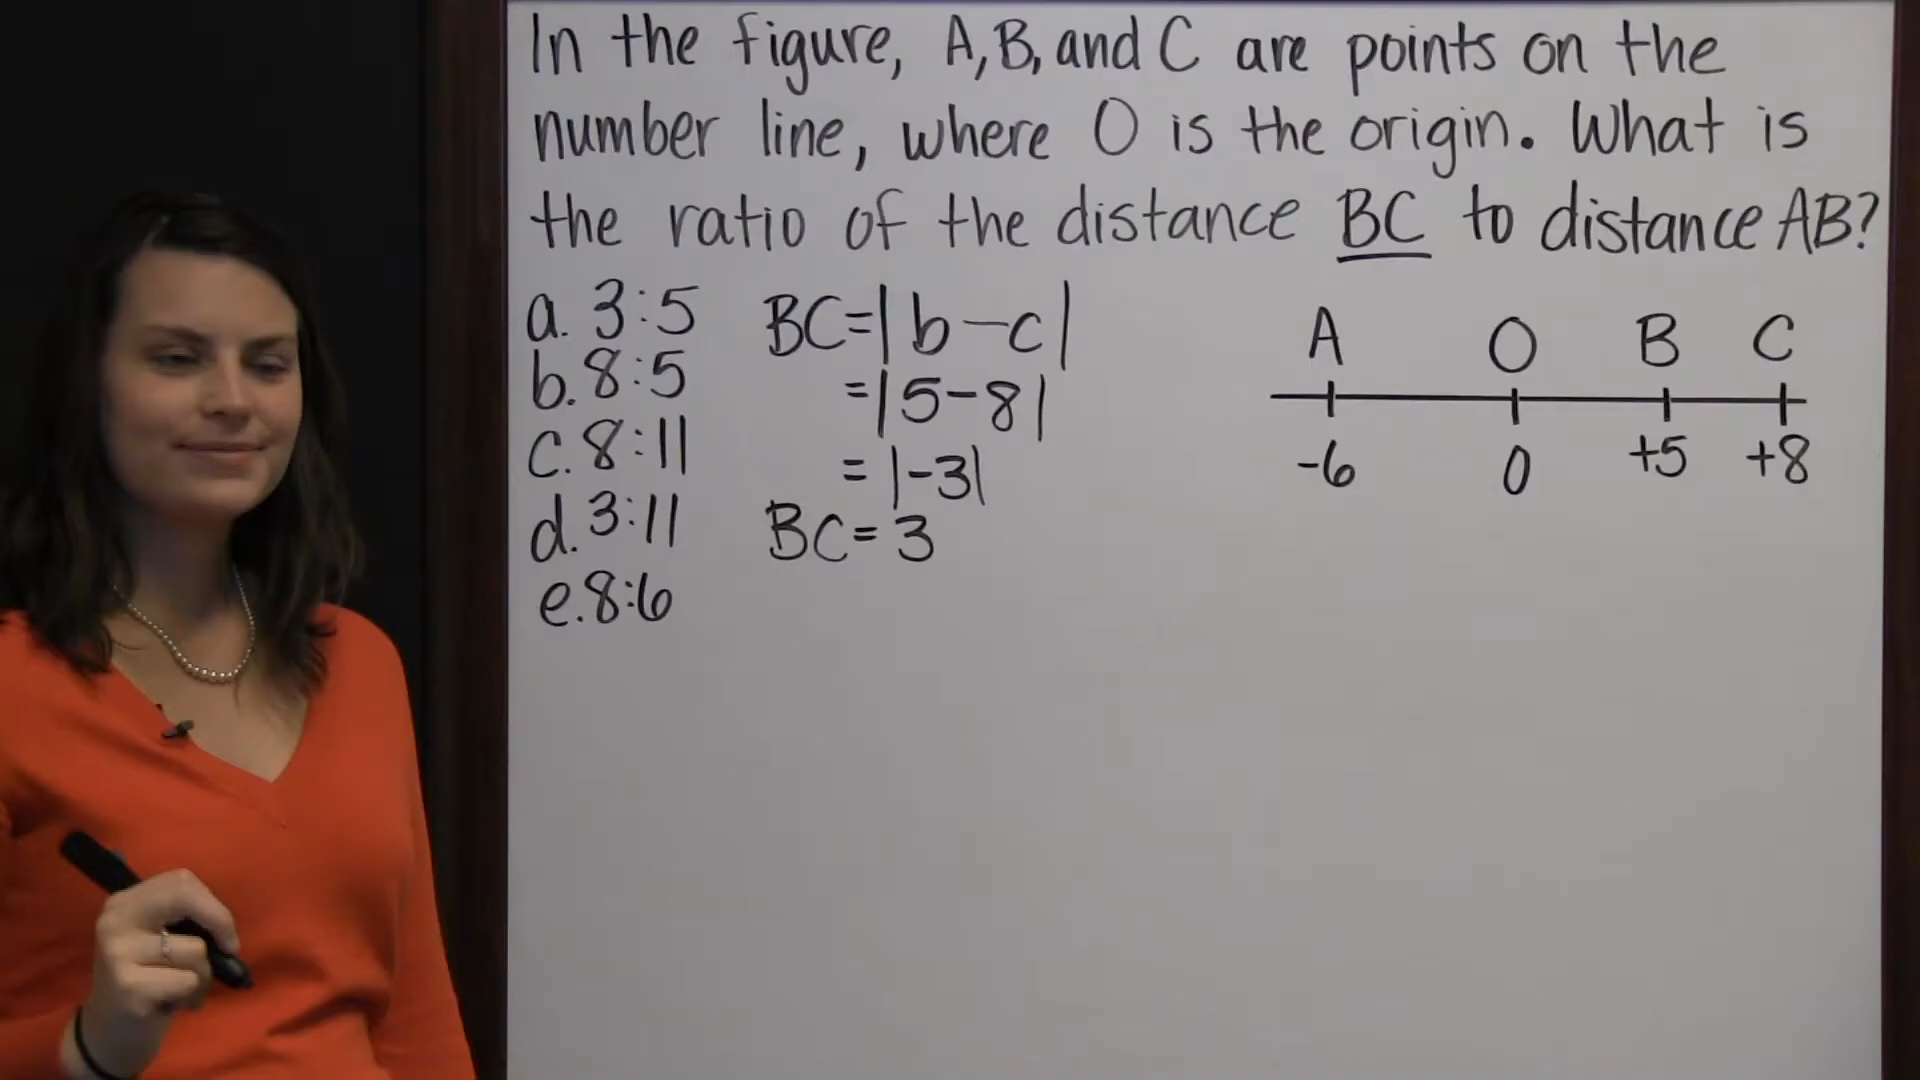 In the figure, A, B, and C are points on the
number line, where O is the origin. What is
the ratio of the distance BC to distance AB?
a. 3:5
b. 8:5
c. 8:11
d. 3:11
e. 8:6
BC=|b-c|
=|5-8|
=|-3|
BC=3
A O B C
-6 0 +5 +8